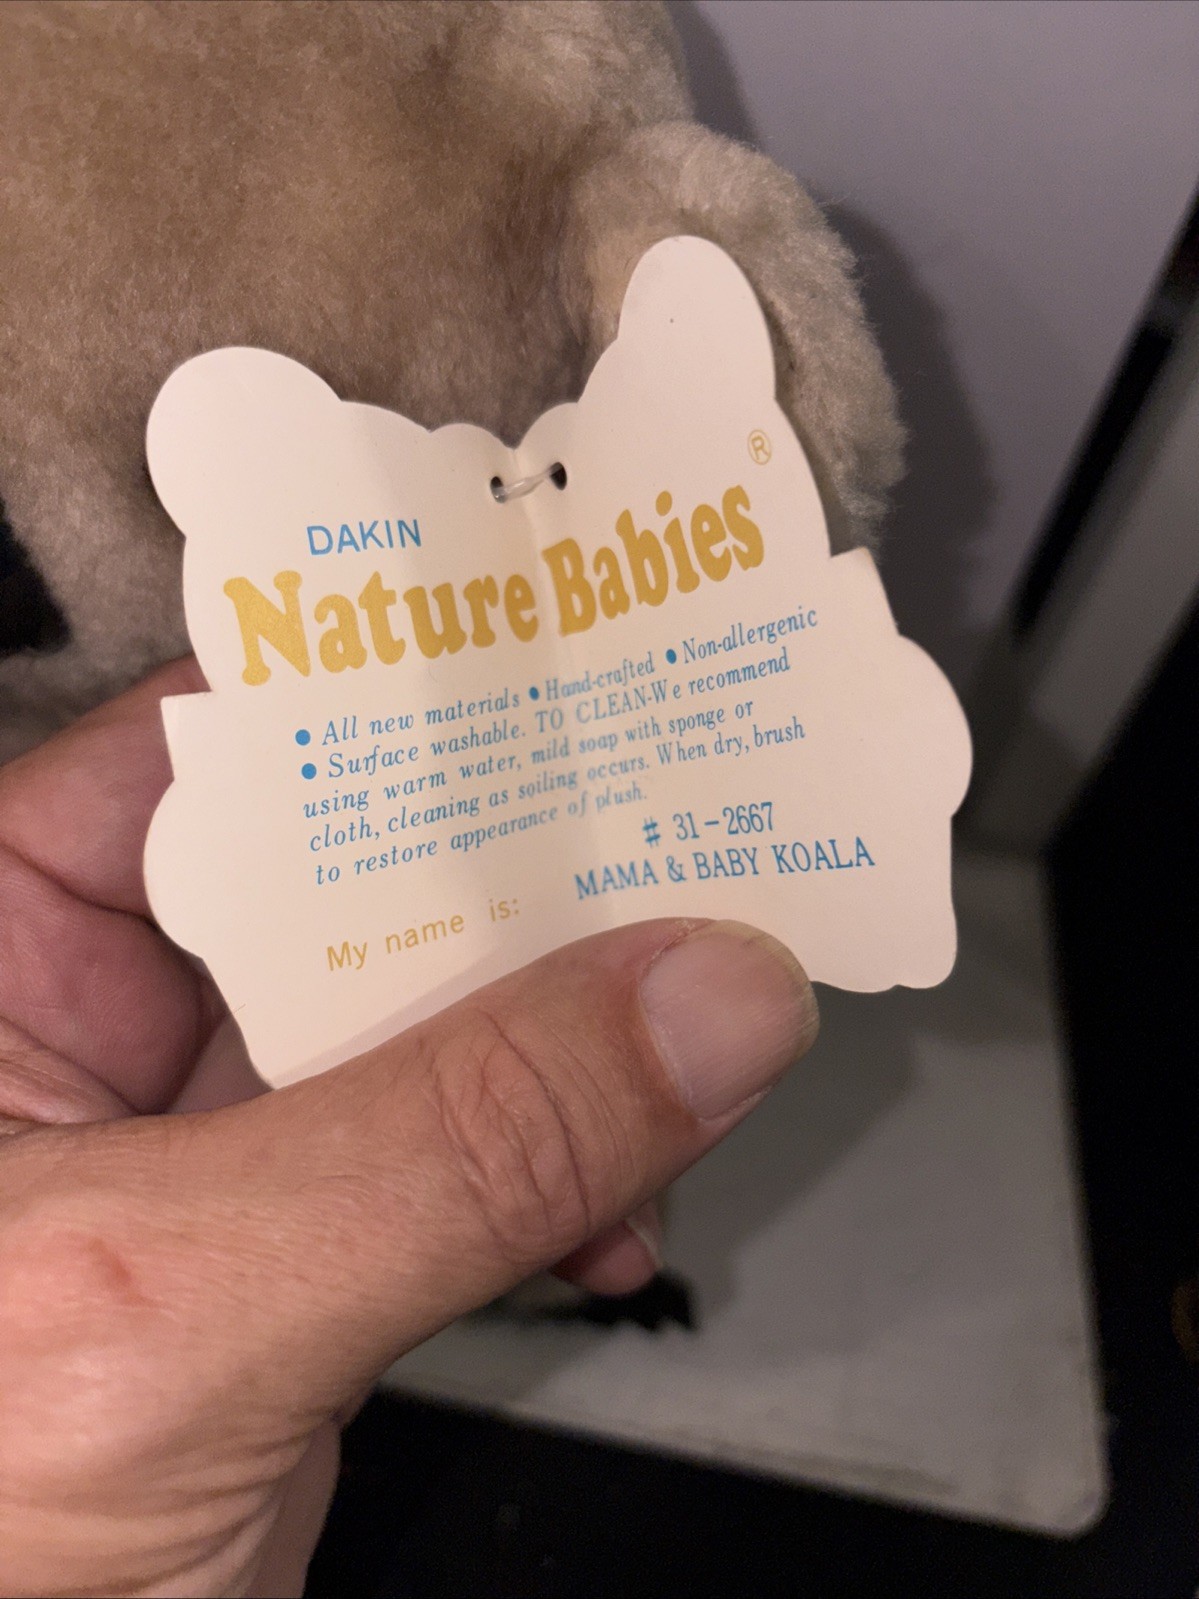 DAKIN
Nature Babies®
● All new materials ● Hand-crafted ● Non-allergenic
● Surface washable. TO CLEAN-We recommend
using warm water, mild soap with sponge or
cloth, cleaning as soiling occurs. When dry, brush
to restore appearance of plush.
# 31-2667
MAMA & BABY KOALA
My name is: